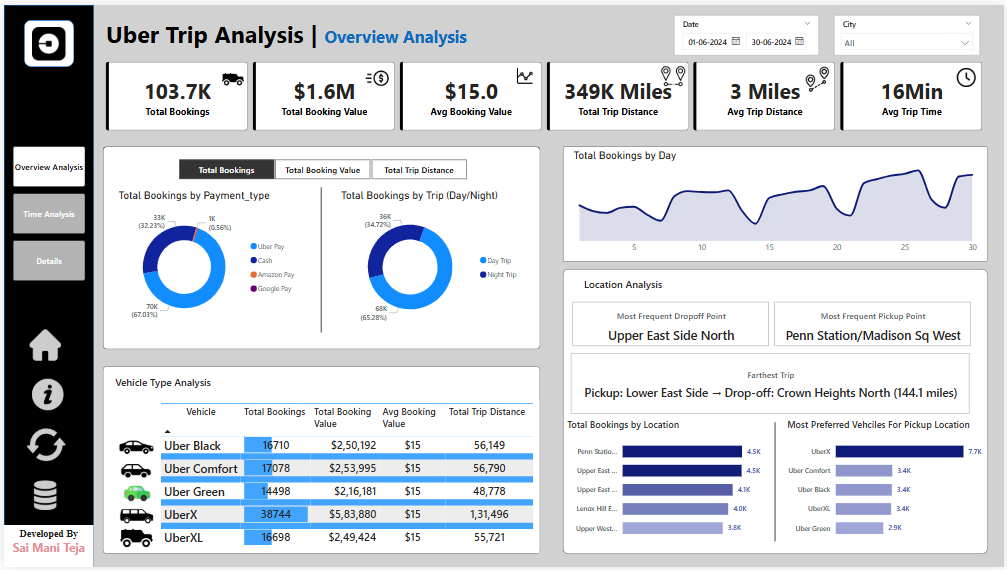 Uber Trip Analysis | Overview Analysis
Date
01-06-2024 30-06-2024
City
All
103.7K
Total Bookings
$1.6M
Total Booking Value
$15.0
Avg Booking Value
349K Miles
Total Trip Distance
3 Miles
Avg Trip Distance
16Min
Avg Trip Time
Overview Analysis
Time Analysis
Details
Developed By
Sai Mani Teja
Total Bookings Total Booking Value Total Trip Distance
Total Bookings by Payment_type
33K
(32.23%)
1K
(0.56%)
70K
(67.03%)
Uber Pay
Cash
Amazon Pay
Google Pay
Total Bookings by Trip (Day/Night)
36K
(34.72%)
68K
(65.28%)
Day Trip
Night Trip
Total Bookings by Day
5 10 15 20 25 30
Vehicle Type Analysis
Vehicle Total Bookings Total Booking Value Avg Booking Value Total Trip Distance
Uber Black 16710 $2,50,192 $15 56,149
Uber Comfort 17078 $2,53,995 $15 56,790
Uber Green 14498 $2,16,181 $15 48,778
UberX 38744 $5,83,880 $15 1,31,496
UberXL 16698 $2,49,424 $15 55,721
Location Analysis
Most Frequent Dropoff Point
Upper East Side North
Most Frequent Pickup Point
Penn Station/Madison Sq West
Farthest Trip
Pickup: Lower East Side → Drop-off: Crown Heights North (144.1 miles)
Total Bookings by Location
Penn Statio... 4.5K
Upper East ... 4.5K
Upper East ... 4.1K
Lenox Hill E... 4.0K
Upper West... 3.8K
Most Preferred Vehciles For Pickup Location
UberX 7.7K
Uber Comfort 3.4K
Uber Black 3.4K
UberXL 3.4K
Uber Green 2.9K